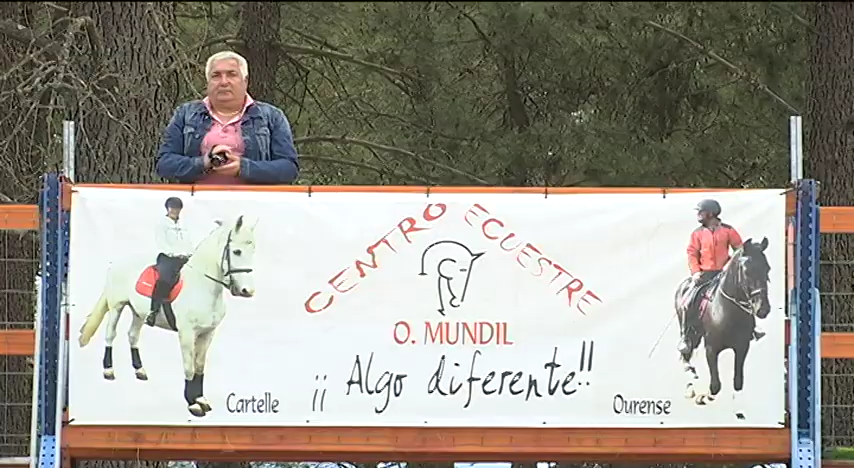 CENTRO ECUESTRE
O. MUNDIL
¡¡ Algo diferente!!
Cartelle
Ourense